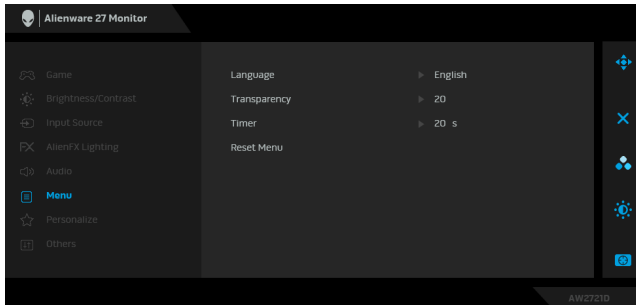 Alienware 27 Monitor
Game
Brightness/Contrast
Input Source
AlienFX Lighting
Audio
Menu
Personalize
Others
Language English
Transparency 20
Timer 20 s
Reset Menu
AW2721D